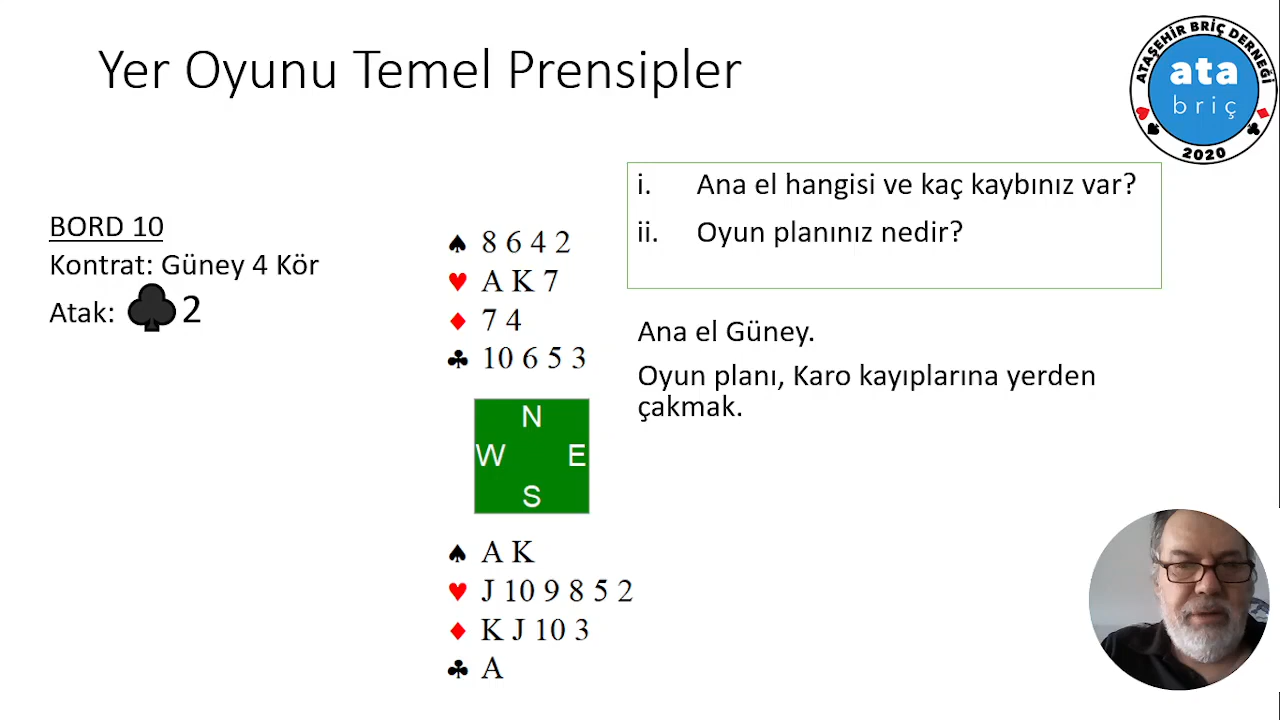 Yer Oyunu Temel Prensipler
ATAŞEHİR BRİÇ DERNEĞİ
ata
briç
2020
i. Ana el hangisi ve kaç kaybınız var?
ii. Oyun planınız nedir?
BORD 10
Kontrat: Güney 4 Kör
Atak: ♣2
♠ 8 6 4 2
♥ A K 7
♦ 7 4
♣ 10 6 5 3
N
W E
S
♠ A K
♥ J 10 9 8 5 2
♦ K J 10 3
♣ A
Ana el Güney.
Oyun planı, Karo kayıplarına yerden
çakmak.